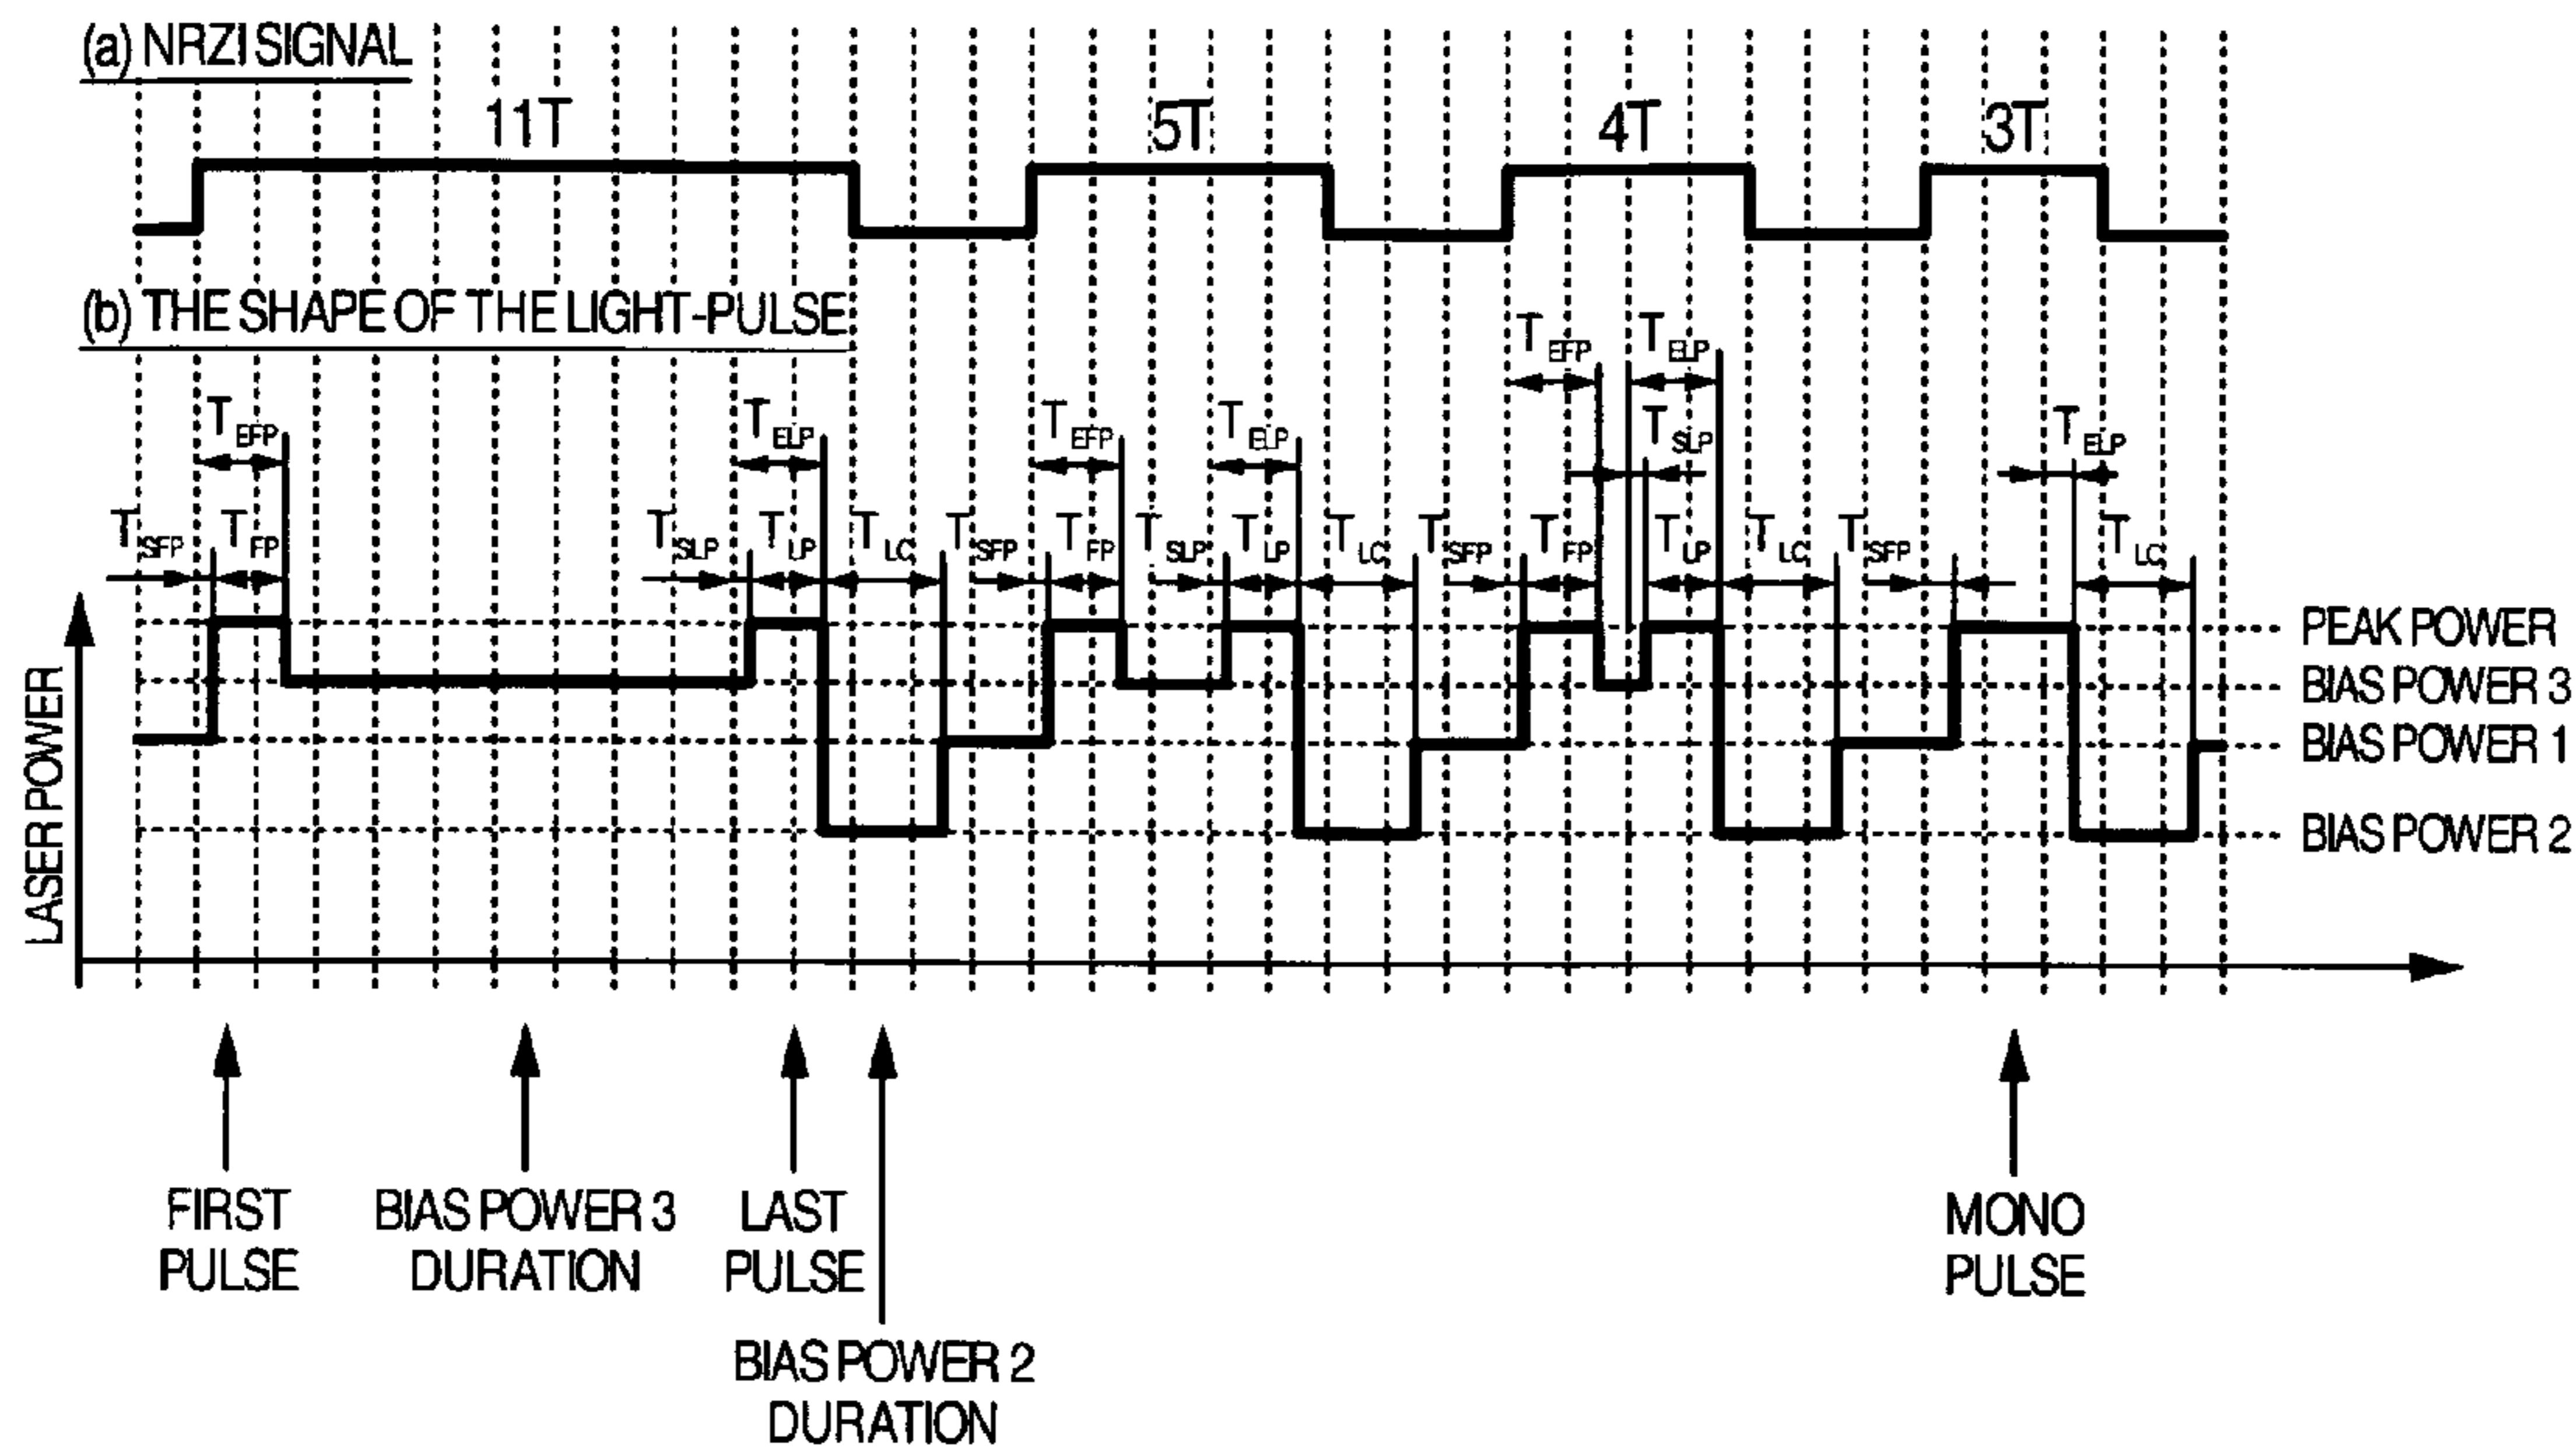 (a) NRZI SIGNAL
11T 5T 4T 3T
(b) THE SHAPE OF THE LIGHT-PULSE
TEFP TELP
TEFP TELP TEFP TELP TSLP TELP
TSFP TFP TSLP TLP TLC TSFP TFP TSLP TLP TLC TSFP TFP TLP TLC TSFP TLC
LASER POWER
PEAK POWER
BIAS POWER 3
BIAS POWER 1
BIAS POWER 2
FIRST
PULSE
BIAS POWER 3
DURATION
LAST
PULSE
BIAS POWER 2
DURATION
MONO
PULSE